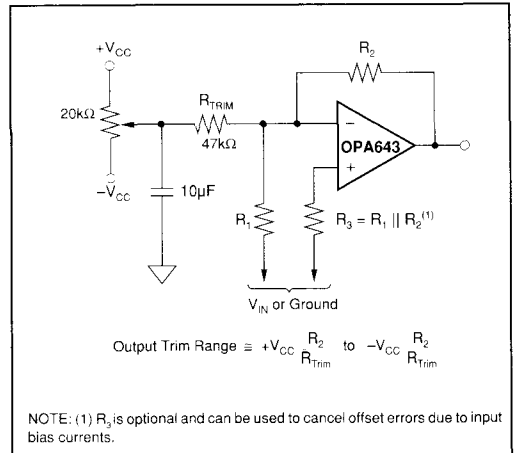 +VCC
R2
RTRIM
20kΩ
47kΩ
−
OPA643
+
−VCC
10µF
R1
R3 = R1 || R2(1)
VIN or Ground
Output Trim Range ≅ +VCC R2/RTrim to −VCC R2/RTrim
NOTE: (1) R3 is optional and can be used to cancel offset errors due to input
bias currents.